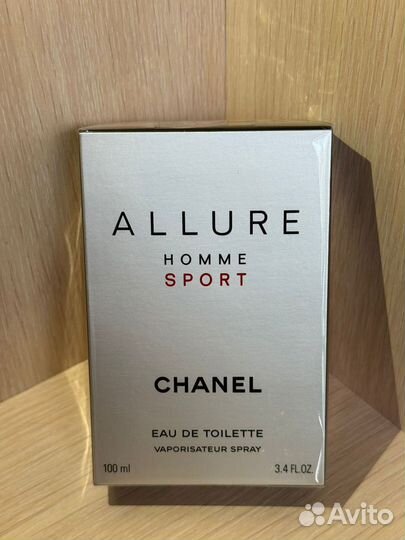 ALLURE
HOMME
SPORT
CHANEL
EAU DE TOILETTE
VAPORISATEUR SPRAY
100 ml 3.4 FL.OZ.
Avito